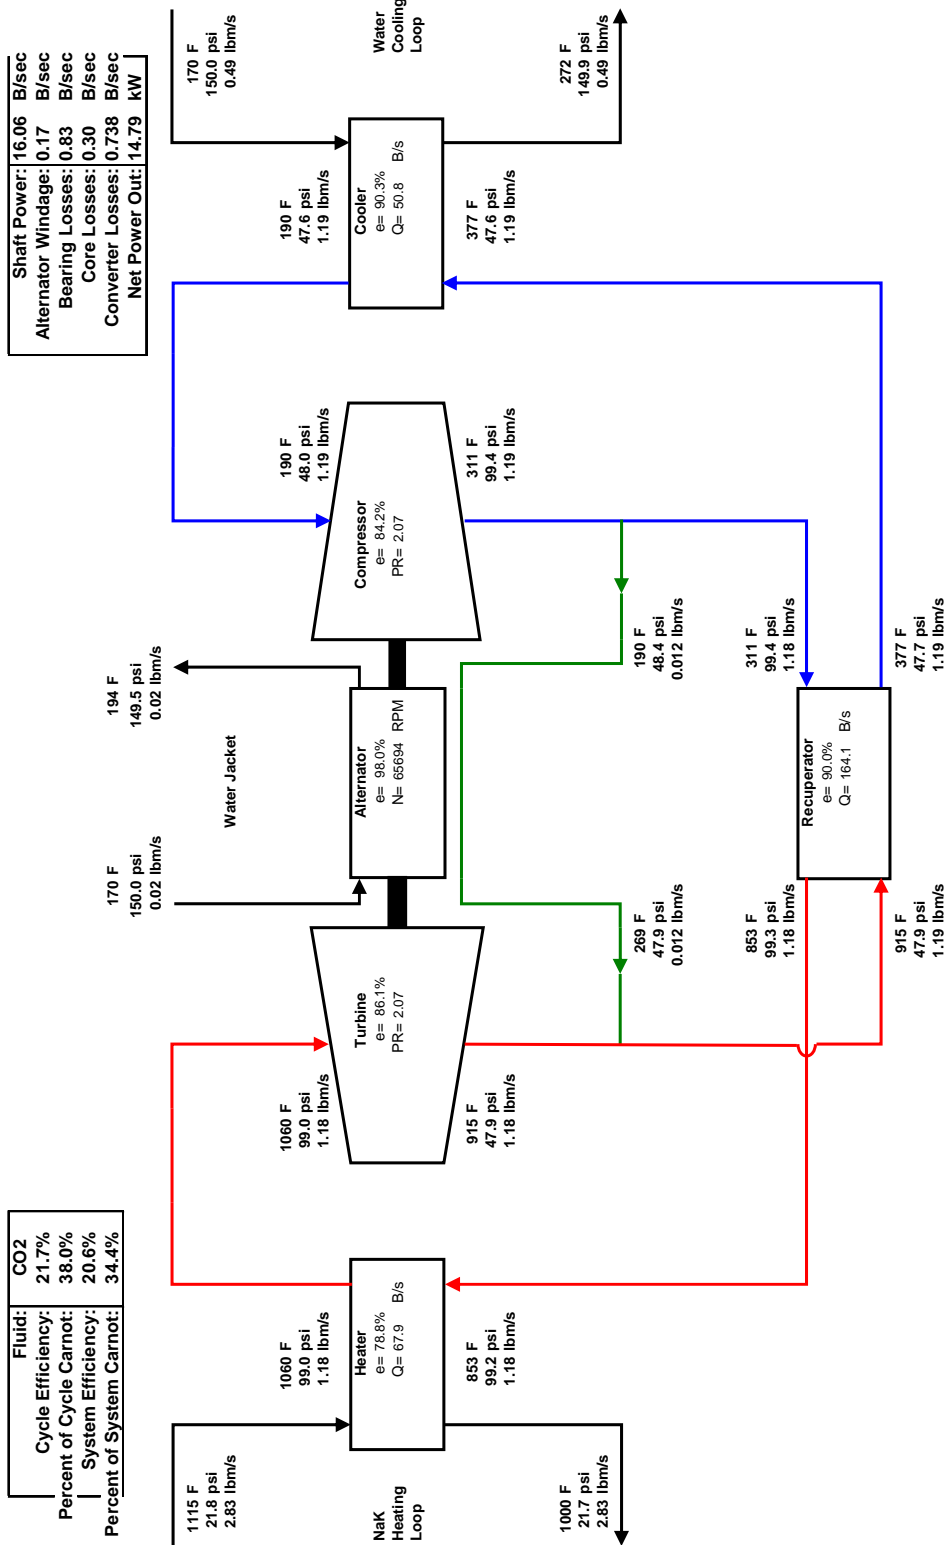 Fluid: CO2
Cycle Efficiency: 21.7%
Percent of Cycle Carnot: 38.0%
System Efficiency: 20.6%
Percent of System Carnot: 34.4%
Shaft Power: 16.06 B/sec
Alternator Windage: 0.17 B/sec
Bearing Losses: 0.83 B/sec
Core Losses: 0.30 B/sec
Converter Losses: 0.738 B/sec
Net Power Out: 14.79 kW
1115 F
21.8 psi
2.83 lbm/s
NaK
Heating
Loop
1000 F
21.7 psi
2.83 lbm/s
1060 F
99.0 psi
1.18 lbm/s
Heater
e= 78.8%
Q= 67.9 B/s
853 F
99.2 psi
1.18 lbm/s
1060 F
99.0 psi
1.18 lbm/s
Turbine
e= 86.1%
PR= 2.07
915 F
47.9 psi
1.18 lbm/s
170 F
150.0 psi
0.02 lbm/s
Water Jacket
194 F
149.5 psi
0.02 lbm/s
Alternator
e= 98.0%
N= 65694 RPM
269 F
47.9 psi
0.012 lbm/s
190 F
48.4 psi
0.012 lbm/s
853 F
99.3 psi
1.18 lbm/s
311 F
99.4 psi
1.18 lbm/s
Recuperator
e= 90.0%
Q= 164.1 B/s
915 F
47.9 psi
1.19 lbm/s
377 F
47.7 psi
1.19 lbm/s
190 F
48.0 psi
1.19 lbm/s
Compressor
e= 84.2%
PR= 2.07
311 F
99.4 psi
1.19 lbm/s
190 F
47.6 psi
1.19 lbm/s
Cooler
e= 90.3%
Q= 50.8 B/s
377 F
47.6 psi
1.19 lbm/s
170 F
150.0 psi
0.49 lbm/s
Water
Cooling
Loop
272 F
149.9 psi
0.49 lbm/s